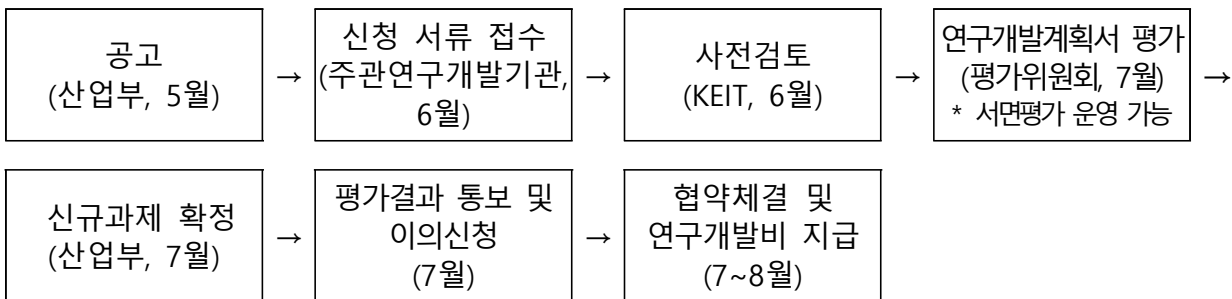 공고
(산업부, 5월)
→
신청 서류 접수
(주관연구개발기관,
6월)
→
사전검토
(KEIT, 6월)
→
연구개발계획서 평가
(평가위원회, 7월)
* 서면평가 운영 가능
→
신규과제 확정
(산업부, 7월)
→
평가결과 통보 및
이의신청
(7월)
→
협약체결 및
연구개발비 지급
(7~8월)